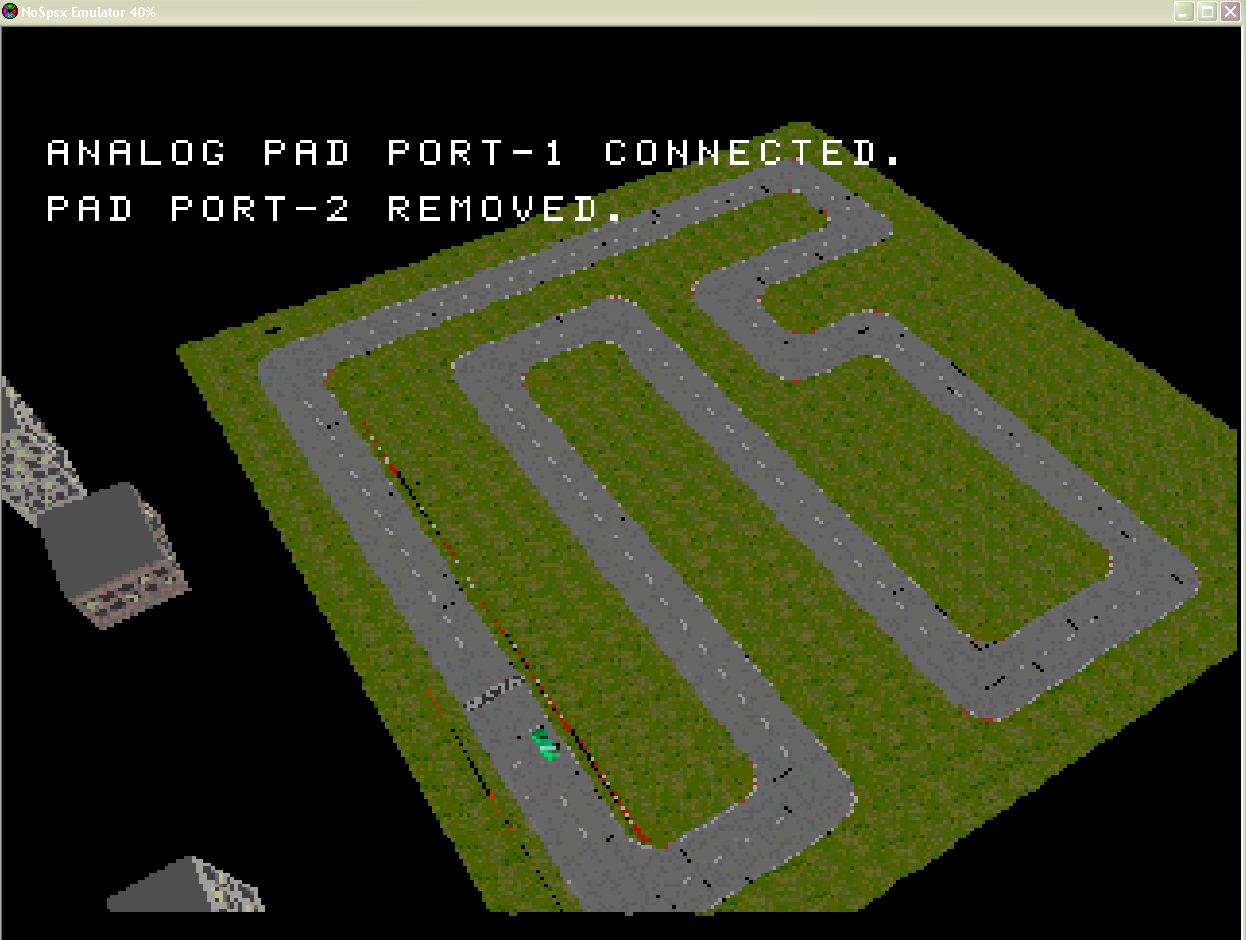 NoSpsx Emulator 40%
ANALOG PAD PORT-1 CONNECTED.
PAD PORT-2 REMOVED.